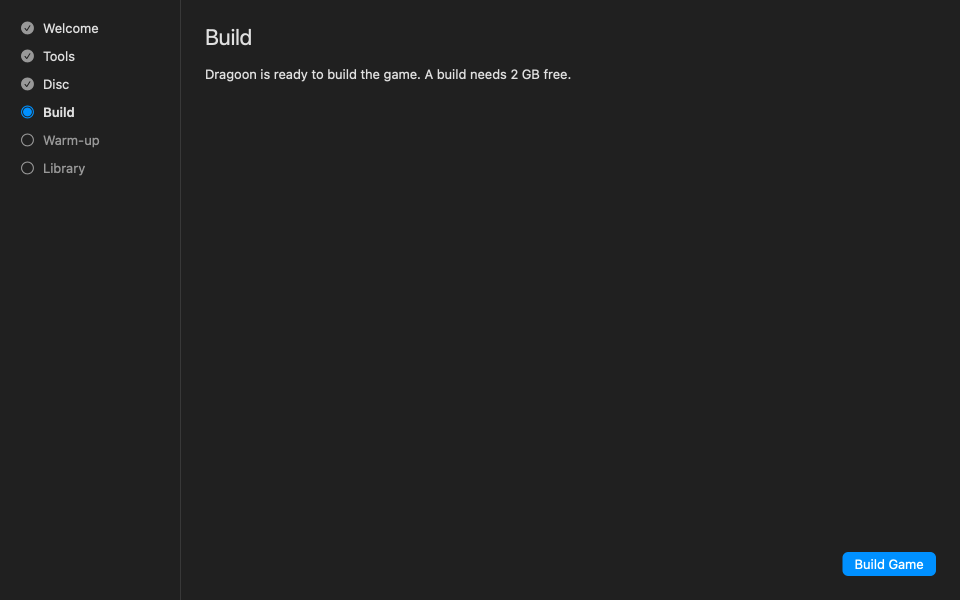 Welcome
Tools
Disc
Build
Warm-up
Library
Build
Dragoon is ready to build the game. A build needs 2 GB free.
Build Game